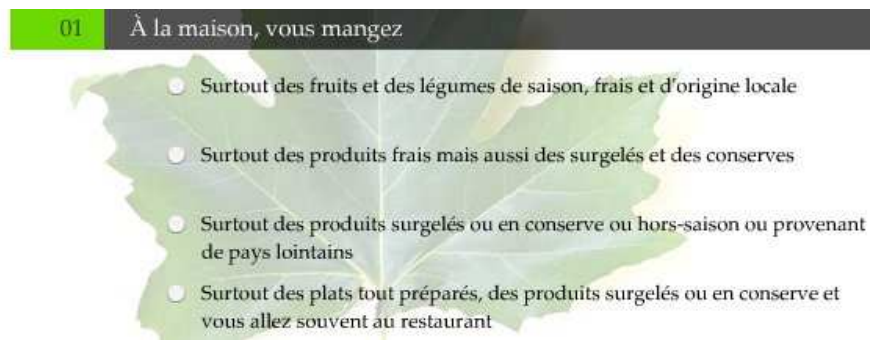 01 À la maison, vous mangez
Surtout des fruits et des légumes de saison, frais et d'origine locale
Surtout des produits frais mais aussi des surgelés et des conserves
Surtout des produits surgelés ou en conserve ou hors-saison ou provenant
de pays lointains
Surtout des plats tout préparés, des produits surgelés ou en conserve et
vous allez souvent au restaurant